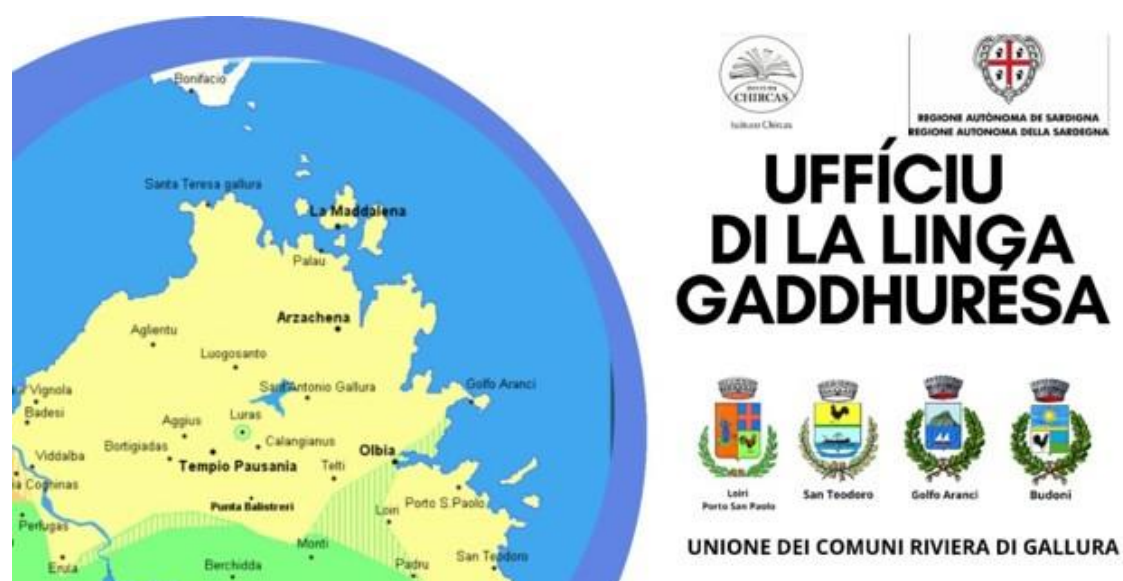 Bonifacio
Santa Teresa gallura
La Maddalena
Palau
Arzachena
Aglientu
Luogosanto
Vignola
Sant'Antonio Gallura
Golfo Aranci
Badesi
Luras
Aggius
Calangianus
Bortigiadas
Olbia
Viddalba
Tempio Pausania
Telti
Punta Balistreri
Porto S.Paolo
Loiri
Perfugas
Monti
San Teodoro
Erula
Berchidda
Padru
CHIRCAS
Istituto Chircas
REGIONE AUTÒNOMA DE SARDIGNA
REGIONE AUTONOMA DELLA SARDEGNA
UFFÍCIU
DI LA LINGA
GADDHURÉSA
Loiri
Porto San Paolo
San Teodoro
Golfo Aranci
Budoni
UNIONE DEI COMUNI RIVIERA DI GALLURA